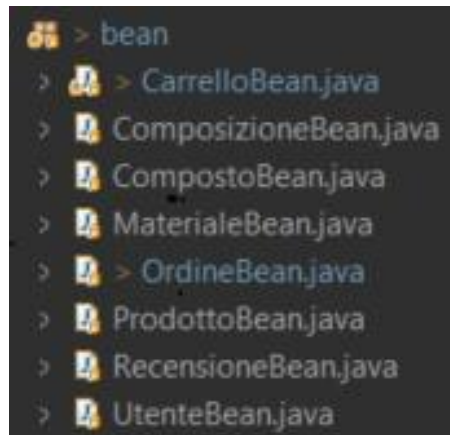 > bean
> > CarrelloBean.java
> ComposizioneBean.java
> CompostoBean.java
> MaterialeBean.java
> > OrdineBean.java
> ProdottoBean.java
> RecensioneBean.java
> UtenteBean.java